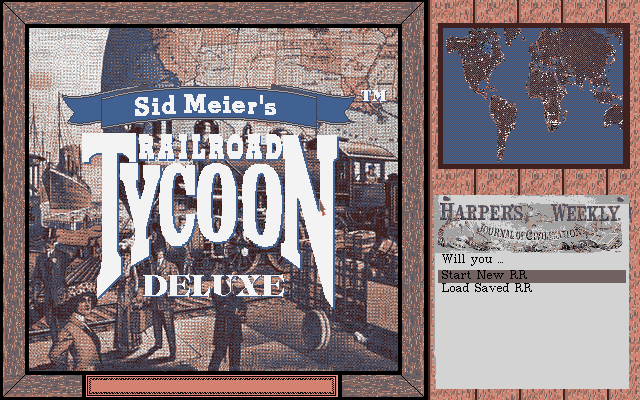 Sid Meier's
TM
RAILROAD
TYCOON
DELUXE
HARPER'S WEEKLY
JOURNAL OF CIVILIZATION
Will you ...
Start New RR
Load Saved RR